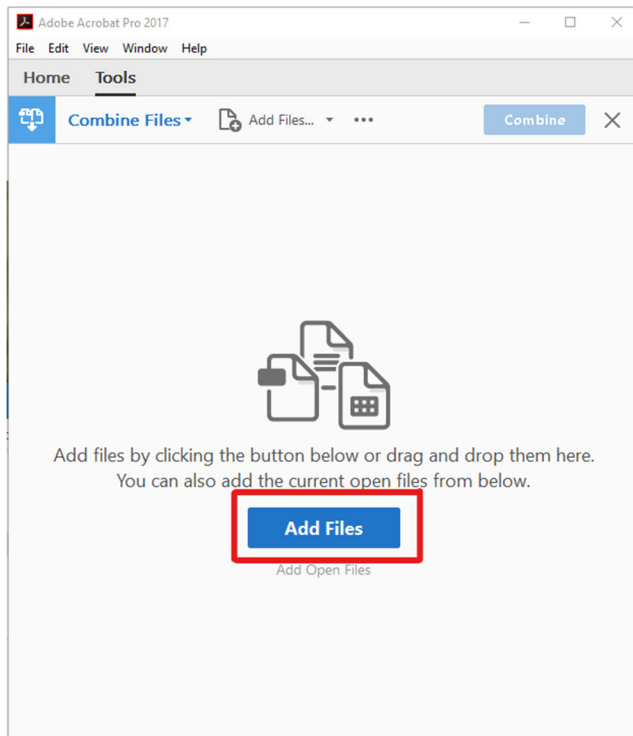 Adobe Acrobat Pro 2017
File Edit View Window Help
Home Tools
Combine Files Add Files... Combine
Add files by clicking the button below or drag and drop them here.
You can also add the current open files from below.
Add Files
Add Open Files